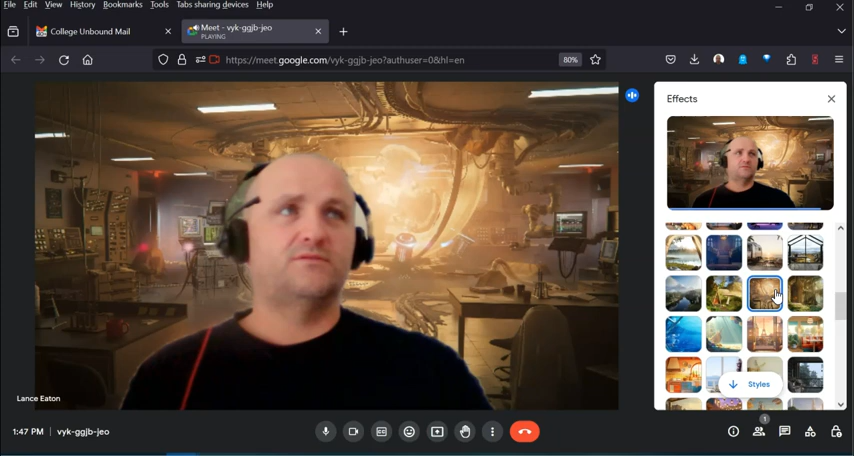 File Edit View History Bookmarks Tools Tabs sharing devices Help
College Unbound Mail
Meet - vyk-ggjb-jeo
PLAYING
https://meet.google.com/vyk-ggjb-jeo?authuser=0&hl=en
80%
Effects
Styles
Lance Eaton
1:47 PM | vyk-ggjb-jeo
CC
1